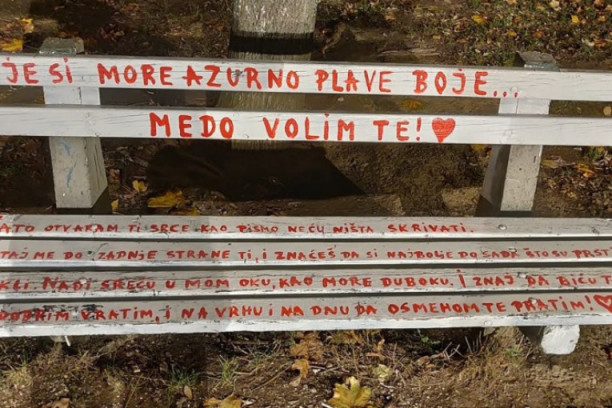 JE SI MORE AZURNO PLAVE BOJE...
MEDO VOLIM TE! ♥
ATO OTVARAM TI SRCE KAO PISMO NEĆU NIŠTA SKRIVATI.
TAJ ME DO ZADNJE STRANE TI, I ZNAĆEŠ DA SI NAJBOLJE DO SADA ŠTO SU PRST
KLI. NAĐI SREĆU U MOM OKU, KAO MORE DUBOKU. I ZNAJ DA BIĆU T
DOBRIM VRATIM, I NA VRHU I NA DNU DA OSMEHOM TE PRATIM! ♥